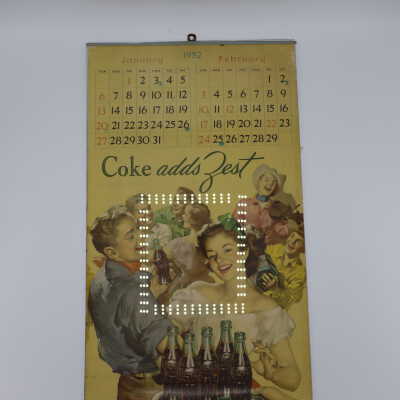 1952
January February
1 2 3 4 5
6 7 8 9 10 11 12
13 14 15 16 17 18 19
20 21 22 23 24 25 26
27 28 29 30 31
1 2
3 4 5 6 7 8 9
10 11 12 13 14 15 16
17 18 19 20 21 22 23
24 25 26 27 28 29
Coke adds Zest